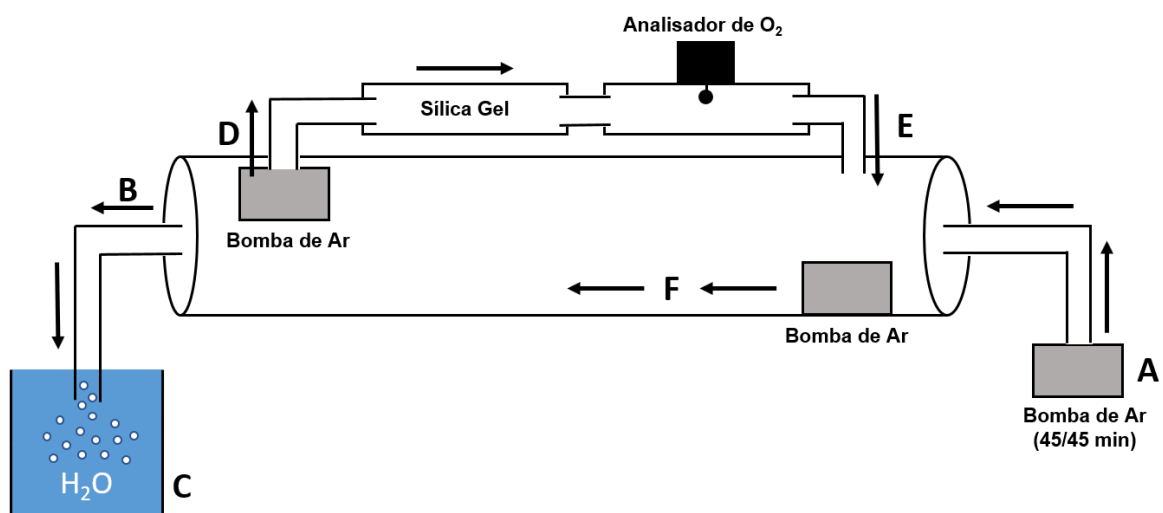 Analisador de O₂
Sílica Gel
D
E
B
Bomba de Ar
F
Bomba de Ar
A
Bomba de Ar
(45/45 min)
H₂O
C